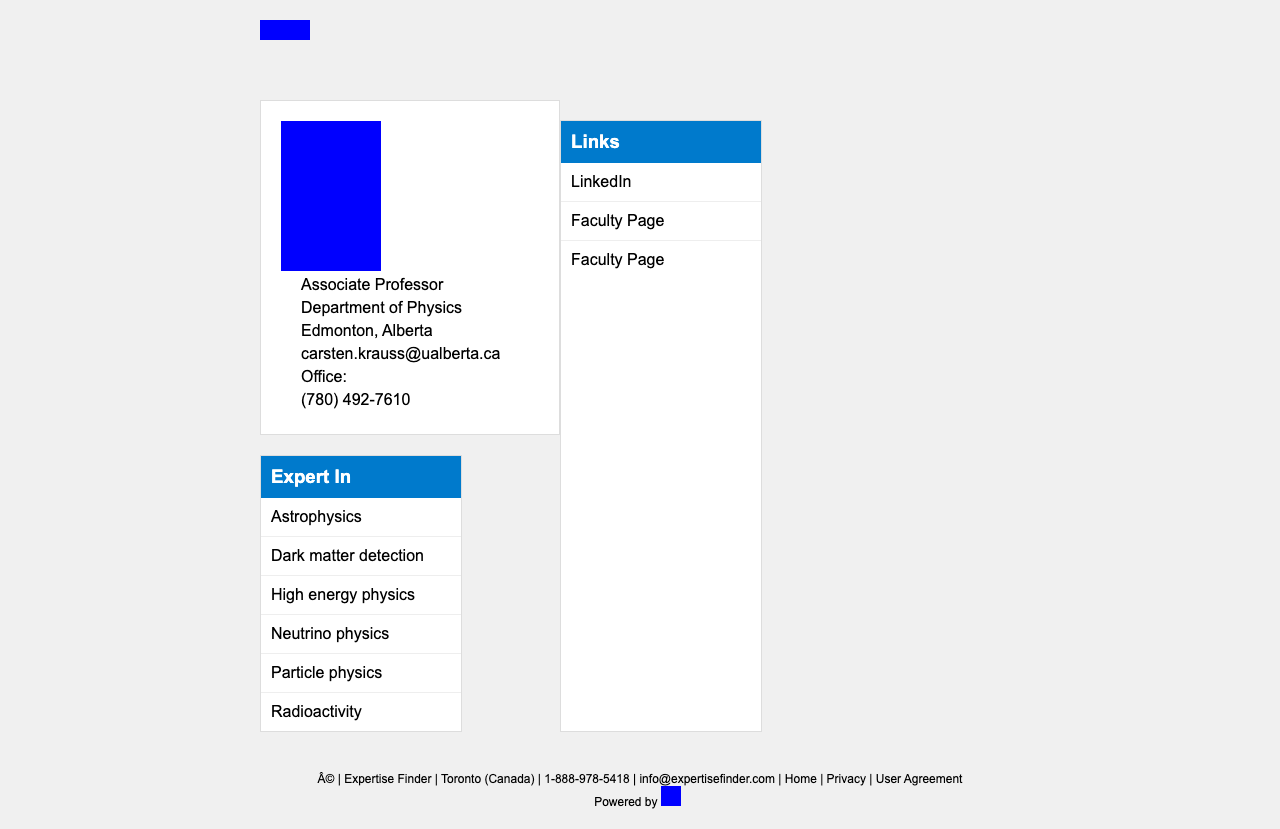 Associate Professor
Department of Physics
Edmonton, Alberta
carsten.krauss@ualberta.ca
Office:
(780) 492-7610
Links
LinkedIn
Faculty Page
Faculty Page
Expert In
Astrophysics
Dark matter detection
High energy physics
Neutrino physics
Particle physics
Radioactivity
Â© | Expertise Finder | Toronto (Canada) | 1-888-978-5418 | info@expertisefinder.com | Home | Privacy | User Agreement
Powered by